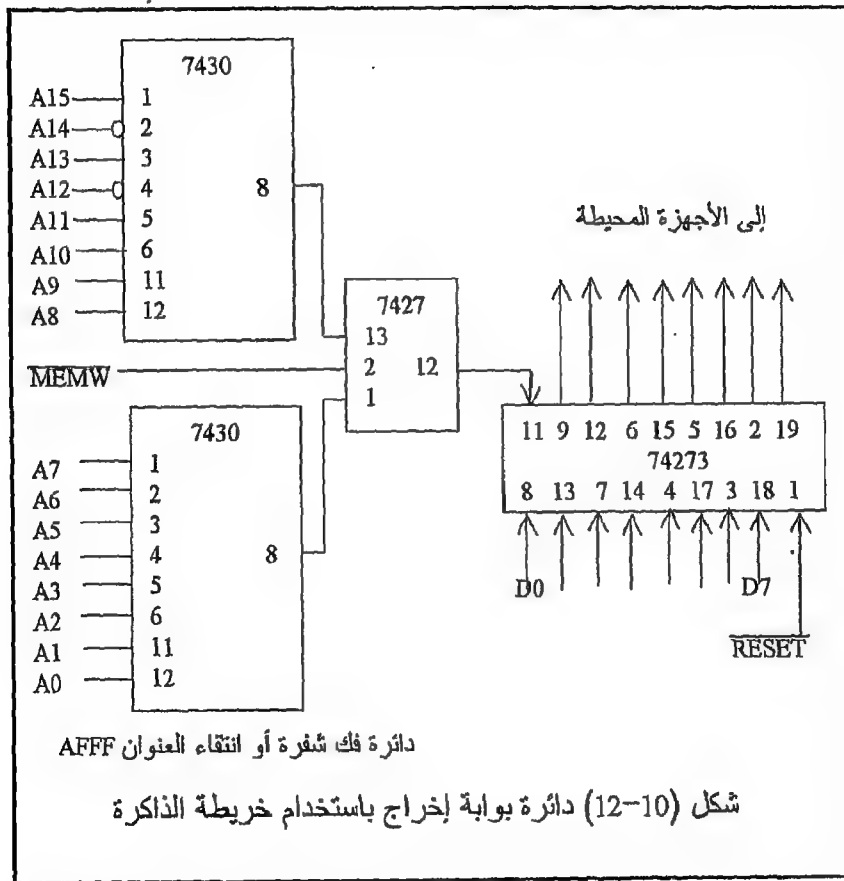 7430
A15 1
A14 2
A13 3
A12 4 8
A11 5
A10 6
A9 11
A8 12
إلى الأجهزة المحيطة
7427
13
MEMW 2 12
1
7430
A7 1
A6 2
A5 3
A4 4 8
A3 5
A2 6
A1 11
A0 12
11 9 12 6 15 5 16 2 19
74273
8 13 7 14 4 17 3 18 1
D0 D7
RESET
دائرة فك شفرة أو انتقاء العنوان AFFF
شكل (10-12) دائرة بوابة إخراج باستخدام خريطة الذاكرة